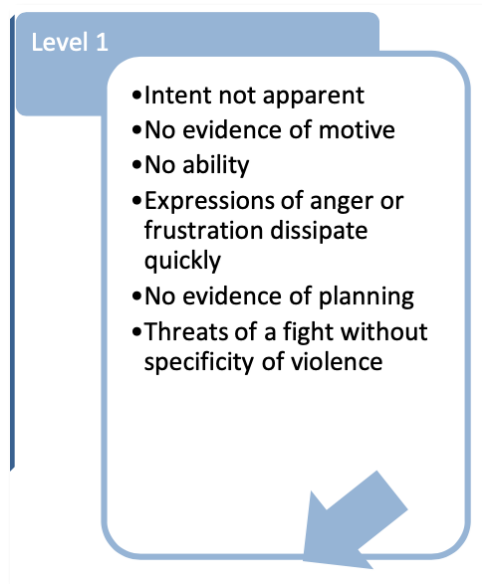 Level 1
•Intent not apparent
•No evidence of motive
•No ability
•Expressions of anger or
frustration dissipate
quickly
•No evidence of planning
•Threats of a fight without
specificity of violence